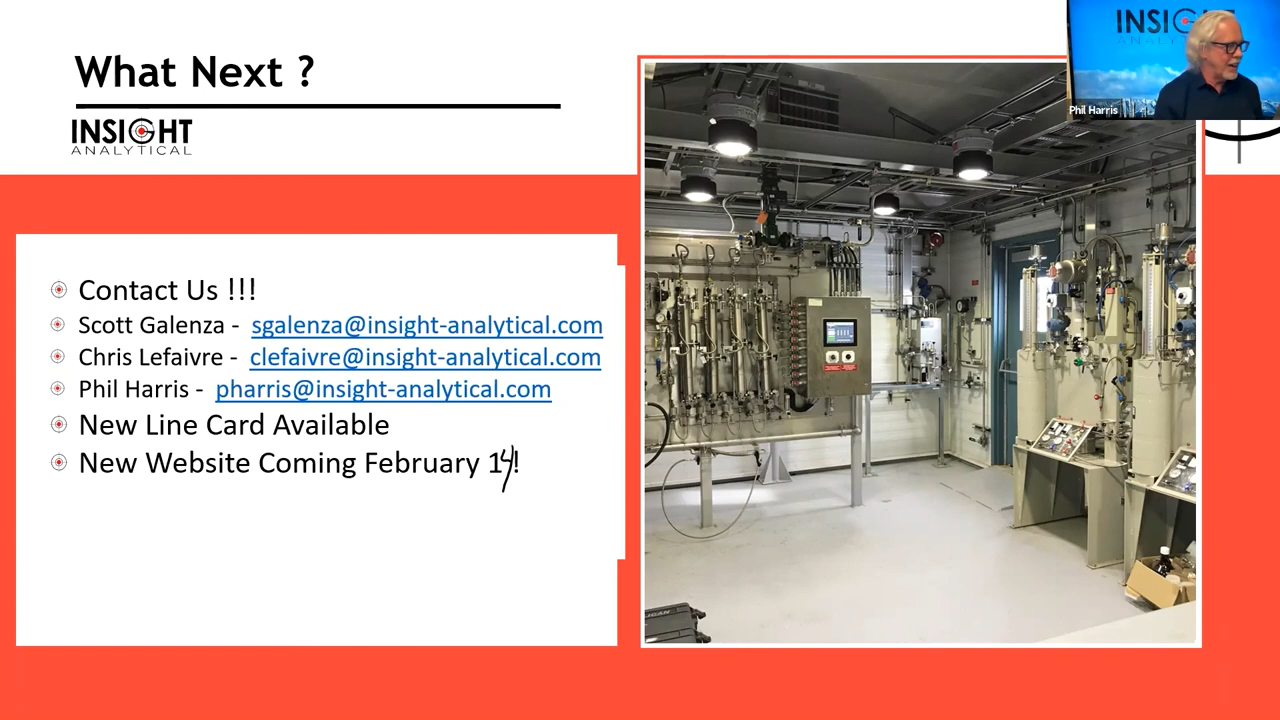 What Next ?
INSIGHT
ANALYTICAL
Contact Us !!!
Scott Galenza - sgalenza@insight-analytical.com
Chris Lefaivre - clefaivre@insight-analytical.com
Phil Harris - pharris@insight-analytical.com
New Line Card Available
New Website Coming February 14!
Phil Harris